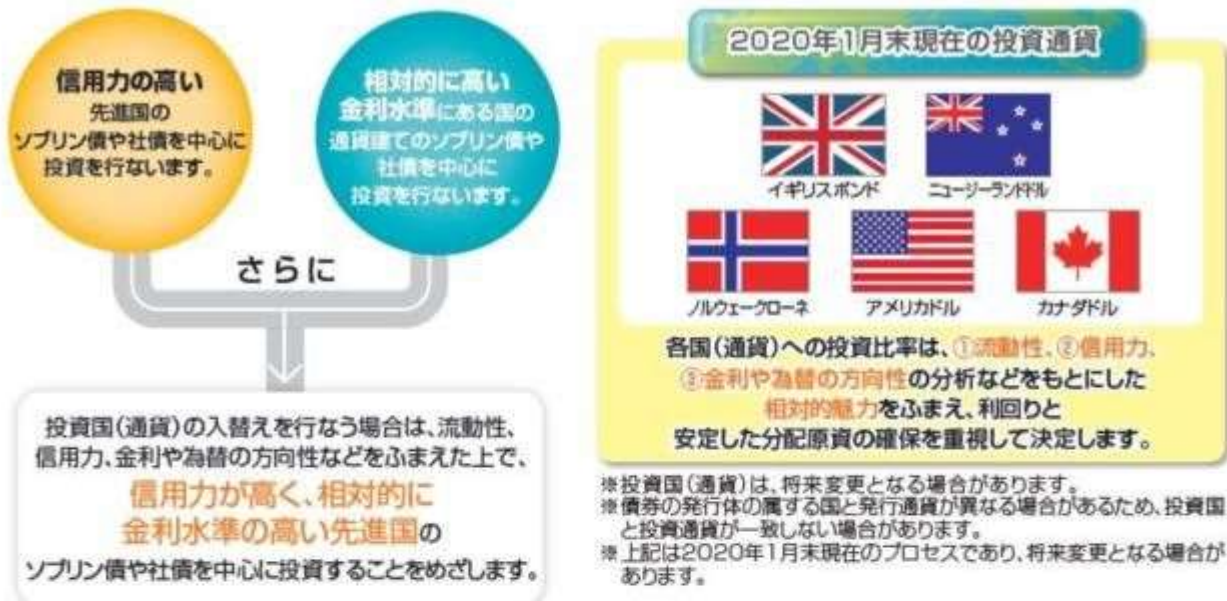 信用力の高い
先進国の
ソブリン債や社債を中心に
投資を行ないます。
相対的に高い
金利水準にある国の
通貨建てのソブリン債や
社債を中心に
投資を行ないます。
さらに
投資国(通貨)の入替えを行なう場合は、流動性、
信用力、金利や為替の方向性などをふまえた上で、
信用力が高く、相対的に
金利水準の高い先進国の
ソブリン債や社債を中心に投資することをめざします。
2020年1月末現在の投資通貨
イギリスポンド
ニュージーランドドル
ノルウェークローネ
アメリカドル
カナダドル
各国(通貨)への投資比率は、①流動性、②信用力、
③金利や為替の方向性の分析などをもとにした
相対的魅力をふまえ、利回りと
安定した分配原資の確保を重視して決定します。
※投資国(通貨)は、将来変更となる場合があります。
※債券の発行体の属する国と発行通貨が異なる場合があるため、投資国
と投資通貨が一致しない場合があります。
※上記は2020年1月末現在のプロセスであり、将来変更となる場合が
あります。